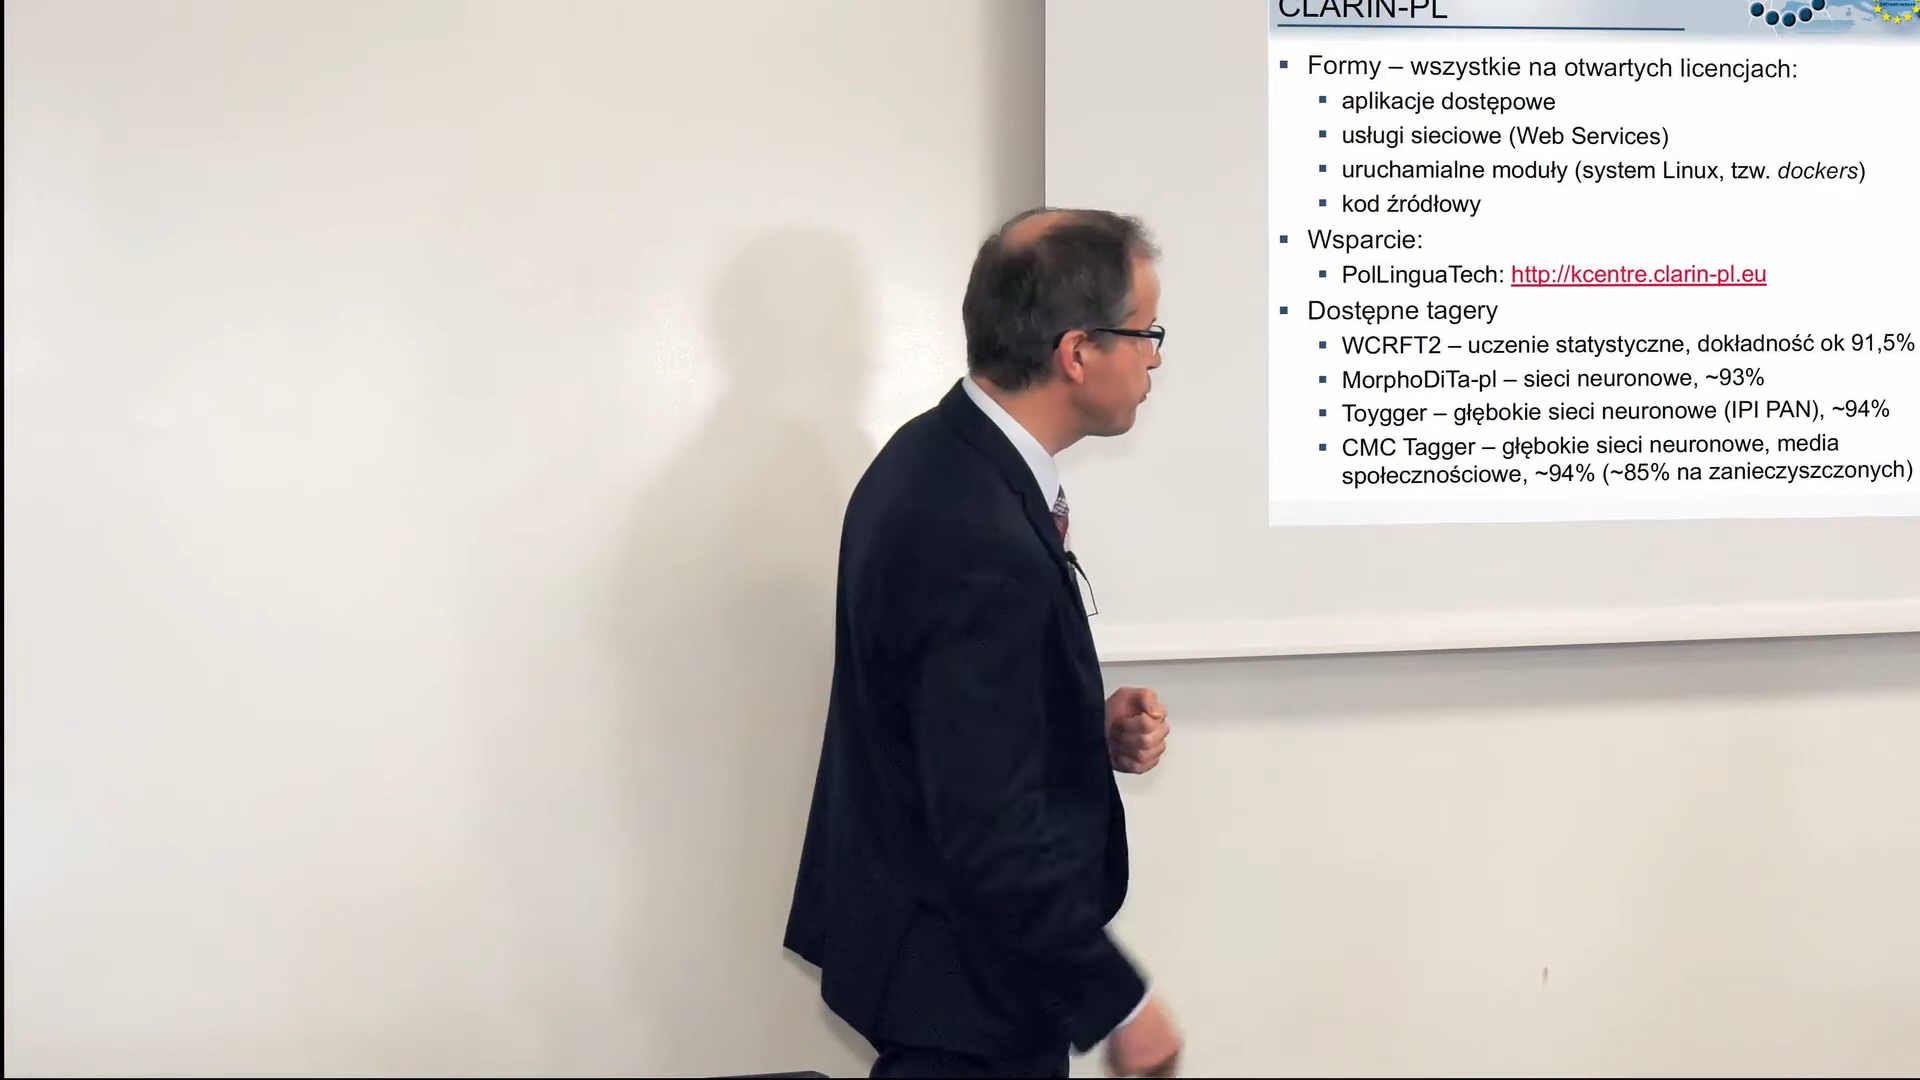 CLARIN-PL
Formy – wszystkie na otwartych licencjach:
aplikacje dostępowe
usługi sieciowe (Web Services)
uruchamialne moduły (system Linux, tzw. dockers)
kod źródłowy
Wsparcie:
PolLinguaTech: http://kcentre.clarin-pl.eu
Dostępne tagery
WCRFT2 – uczenie statystyczne, dokładność ok 91,5%
MorphoDiTa-pl – sieci neuronowe, ~93%
Toygger – głębokie sieci neuronowe (IPI PAN), ~94%
CMC Tagger – głębokie sieci neuronowe, media
społecznościowe, ~94% (~85% na zanieczyszczonych)